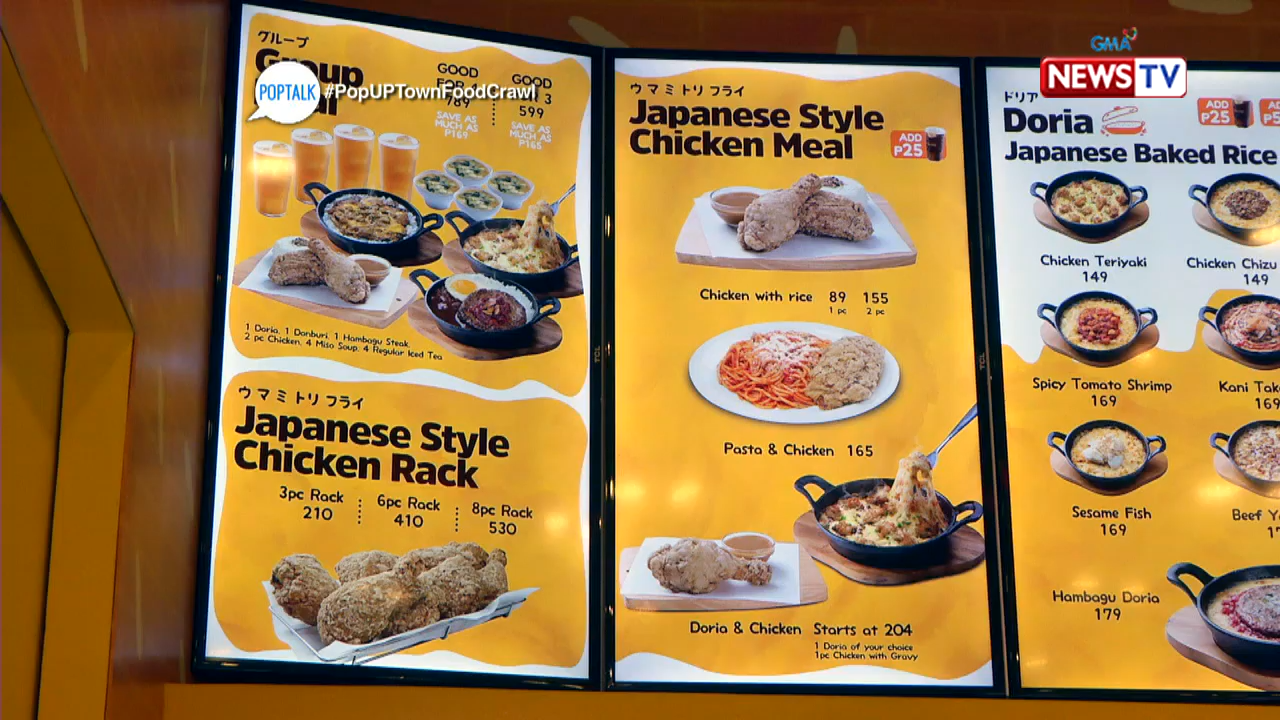 GMA
NEWS TV
POPTALK
#PopUPTownFoodCrawl
グループ
Group
GOOD
789
SAVE AS
MUCH AS
P169
GOOD
3
599
SAVE AS
MUCH AS
P165
1 Doria, 1 Donburi, 1 Hambagu Steak,
2 pc Chicken, 4 Miso Soup, 4 Regular Iced Tea
ウマミ トリ フライ
Japanese Style
Chicken Rack
3pc Rack
210
6pc Rack
410
8pc Rack
530
ウマミ トリ フライ
Japanese Style
Chicken Meal
ADD
P25
Chicken with rice 89 155
1 pc 2 pc
Pasta & Chicken 165
Doria & Chicken Starts at 204
1 Doria of your choice
1pc Chicken with Gravy
TCL
TCL
ドリア
Doria
ADD
P25
Japanese Baked Rice
Chicken Teriyaki
149
Chicken Chizu
149
Spicy Tomato Shrimp
169
Kani
169
Sesame Fish
169
Beef
Hambagu Doria
179